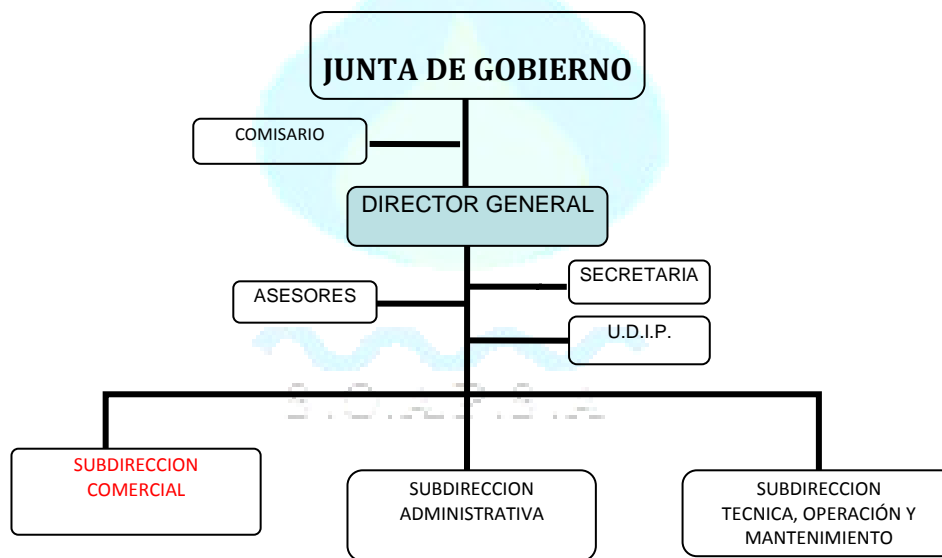 JUNTA DE GOBIERNO
COMISARIO
DIRECTOR GENERAL
SECRETARIA
ASESORES
U.D.I.P.
SUBDIRECCION
COMERCIAL
SUBDIRECCION
ADMINISTRATIVA
SUBDIRECCION
TECNICA, OPERACIÓN Y
MANTENIMIENTO